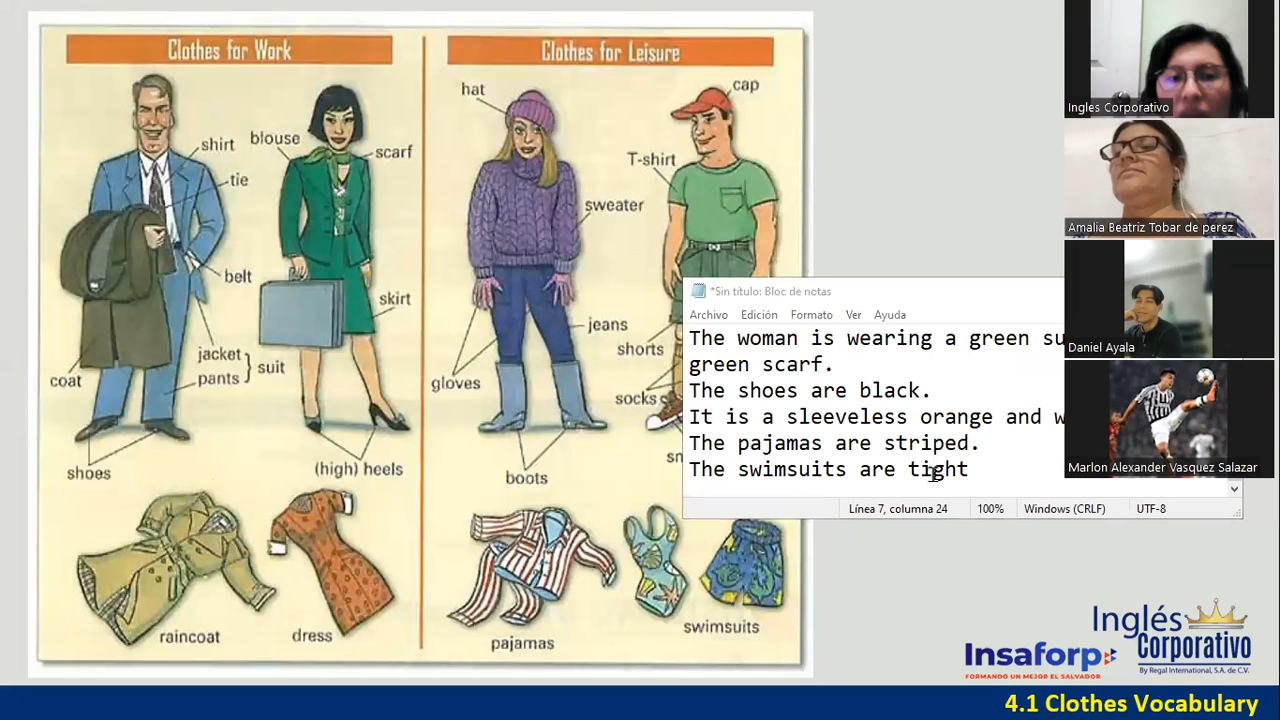 Clothes for Work
Clothes for Leisure
shirt
tie
blouse
scarf
belt
skirt
jacket
pants
suit
coat
shoes
(high) heels
raincoat
dress
hat
cap
T-shirt
sweater
jeans
shorts
gloves
socks
boots
pajamas
swimsuits
*Sin título: Bloc de notas
Archivo Edición Formato Ver Ayuda
The woman is wearing a green
green scarf.
The shoes are black.
It is a sleeveless orange and
The pajamas are striped.
The swimsuits are tight
Línea 7, columna 24 100% Windows (CRLF) UTF-8
Ingles Corporativo
Amalia Beatriz Tobar de perez
Daniel Ayala
Marlon Alexander Vasquez Salazar
Insaforp
FORMANDO UN MEJOR EL SALVADOR
Inglés
Corporativo
By Regal International, S.A. de C.V.
4.1 Clothes Vocabulary